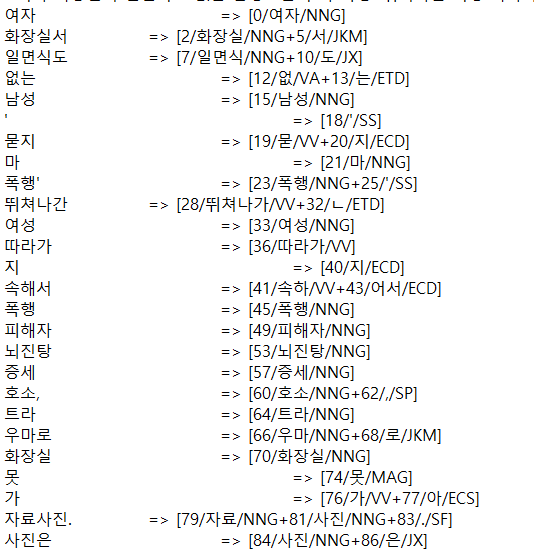 여자 => [0/여자/NNG]
화장실서 => [2/화장실/NNG+5/서/JKM]
일면식도 => [7/일면식/NNG+10/도/JX]
없는 => [12/없/VA+13/는/ETD]
남성 => [15/남성/NNG]
' => [18/'/SS]
묻지 => [19/묻/VV+20/지/ECD]
마 => [21/마/NNG]
폭행' => [23/폭행/NNG+25/'/SS]
뛰쳐나간 => [28/뛰쳐나가/VV+32/ㄴ/ETD]
여성 => [33/여성/NNG]
따라가 => [36/따라가/VV]
지 => [40/지/ECD]
속해서 => [41/속하/VV+43/어서/ECD]
폭행 => [45/폭행/NNG]
피해자 => [49/피해자/NNG]
뇌진탕 => [53/뇌진탕/NNG]
증세 => [57/증세/NNG]
호소, => [60/호소/NNG+62/,/SP]
트라 => [64/트라/NNG]
우마로 => [66/우마/NNG+68/로/JKM]
화장실 => [70/화장실/NNG]
못 => [74/못/MAG]
가 => [76/가/VV+77/아/ECS]
자료사진. => [79/자료/NNG+81/사진/NNG+83/./SF]
사진은 => [84/사진/NNG+86/은/JX]